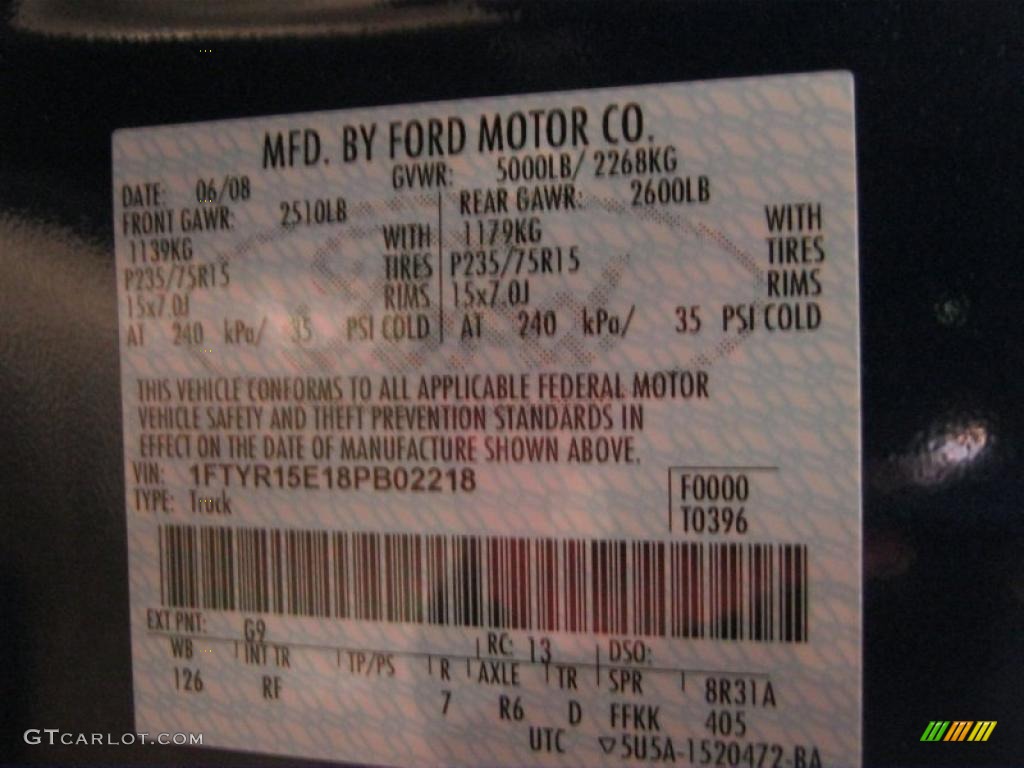 MFD. BY FORD MOTOR CO.
DATE: 06/08 GVWR: 5000LB/ 2268KG
FRONT GAWR: 2510LB REAR GAWR: 2600LB
1139KG WITH 1179KG WITH
P235/75R15 TIRES P235/75R15 TIRES
15x7.0J RIMS 15x7.0J RIMS
AT 240 kPa/ 35 PSI COLD AT 240 kPa/ 35 PSI COLD
THIS VEHICLE CONFORMS TO ALL APPLICABLE FEDERAL MOTOR
VEHICLE SAFETY AND THEFT PREVENTION STANDARDS IN
EFFECT ON THE DATE OF MANUFACTURE SHOWN ABOVE.
VIN: 1FTYR15E18PB02218
TYPE: Truck
F0000
T0396
EXT PNT: G9 RC: 13 DSO:
WB INT TR TP/PS R AXLE TR SPR 8R31A
126 RF 7 R6 D FFKK 405
UTC ▽5U5A-1520472-BA
GTCARLOT.COM